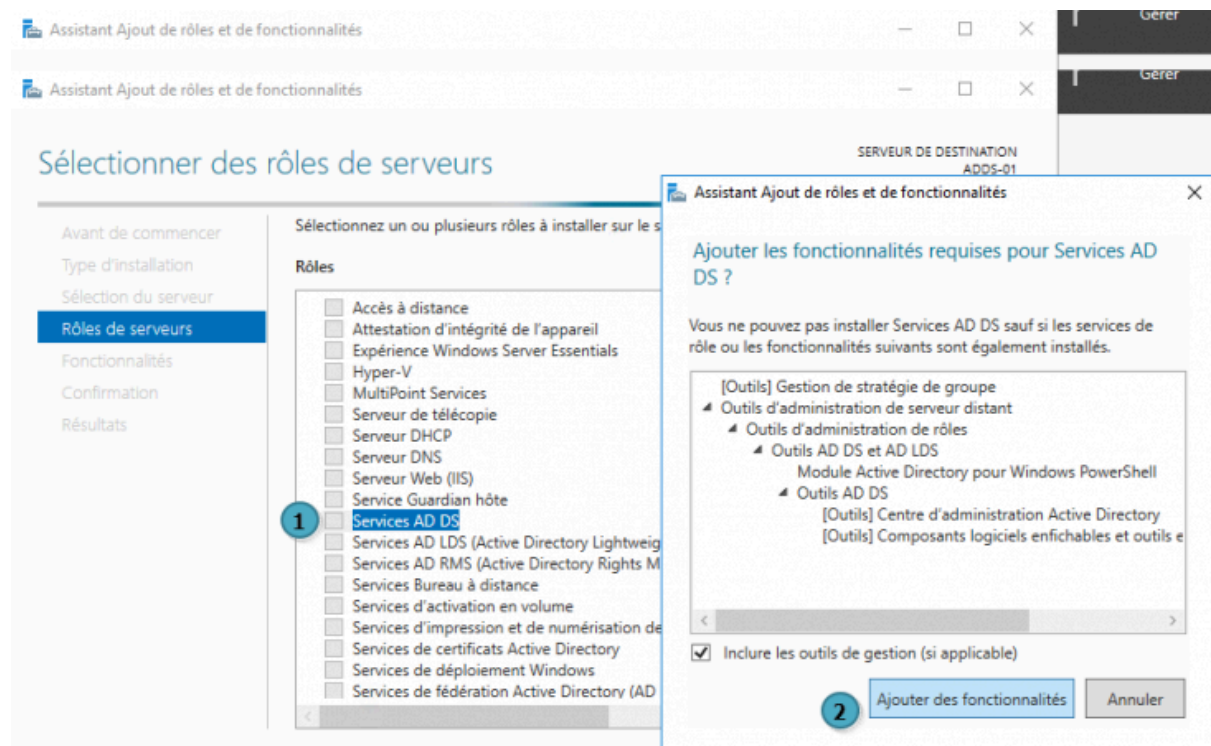 Assistant Ajout de rôles et de fonctionnalités
Gérer
Assistant Ajout de rôles et de fonctionnalités
Gérer
Sélectionner des rôles de serveurs
SERVEUR DE DESTINATION
ADDS-01
Avant de commencer
Type d'installation
Sélection du serveur
Rôles de serveurs
Fonctionnalités
Confirmation
Résultats
Sélectionnez un ou plusieurs rôles à installer sur le s
Rôles
Accès à distance
Attestation d'intégrité de l'appareil
Expérience Windows Server Essentials
Hyper-V
MultiPoint Services
Serveur de télécopie
Serveur DHCP
Serveur DNS
Serveur Web (IIS)
Service Guardian hôte
1 Services AD DS
Services AD LDS (Active Directory Lightweig
Services AD RMS (Active Directory Rights M
Services Bureau à distance
Services d'activation en volume
Services d'impression et de numérisation de
Services de certificats Active Directory
Services de déploiement Windows
Services de fédération Active Directory (AD
Assistant Ajout de rôles et de fonctionnalités
Ajouter les fonctionnalités requises pour Services AD
DS ?
Vous ne pouvez pas installer Services AD DS sauf si les services de
rôle ou les fonctionnalités suivants sont également installés.
[Outils] Gestion de stratégie de groupe
Outils d'administration de serveur distant
Outils d'administration de rôles
Outils AD DS et AD LDS
Module Active Directory pour Windows PowerShell
Outils AD DS
[Outils] Centre d'administration Active Directory
[Outils] Composants logiciels enfichables et outils e
Inclure les outils de gestion (si applicable)
2 Ajouter des fonctionnalités
Annuler